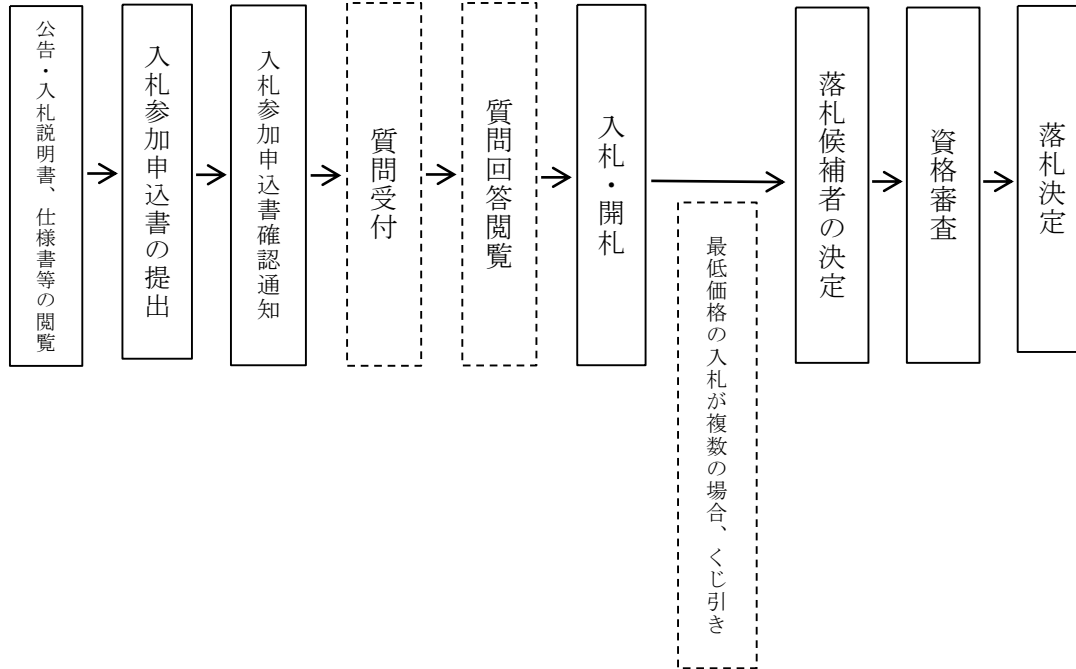 公告・入札説明書、仕様書等の閲覧
入札参加申込書の提出
入札参加申込書確認通知
質問受付
質問回答閲覧
入札・開札
最低価格の入札が複数の場合、くじ引き
落札候補者の決定
資格審査
落札決定